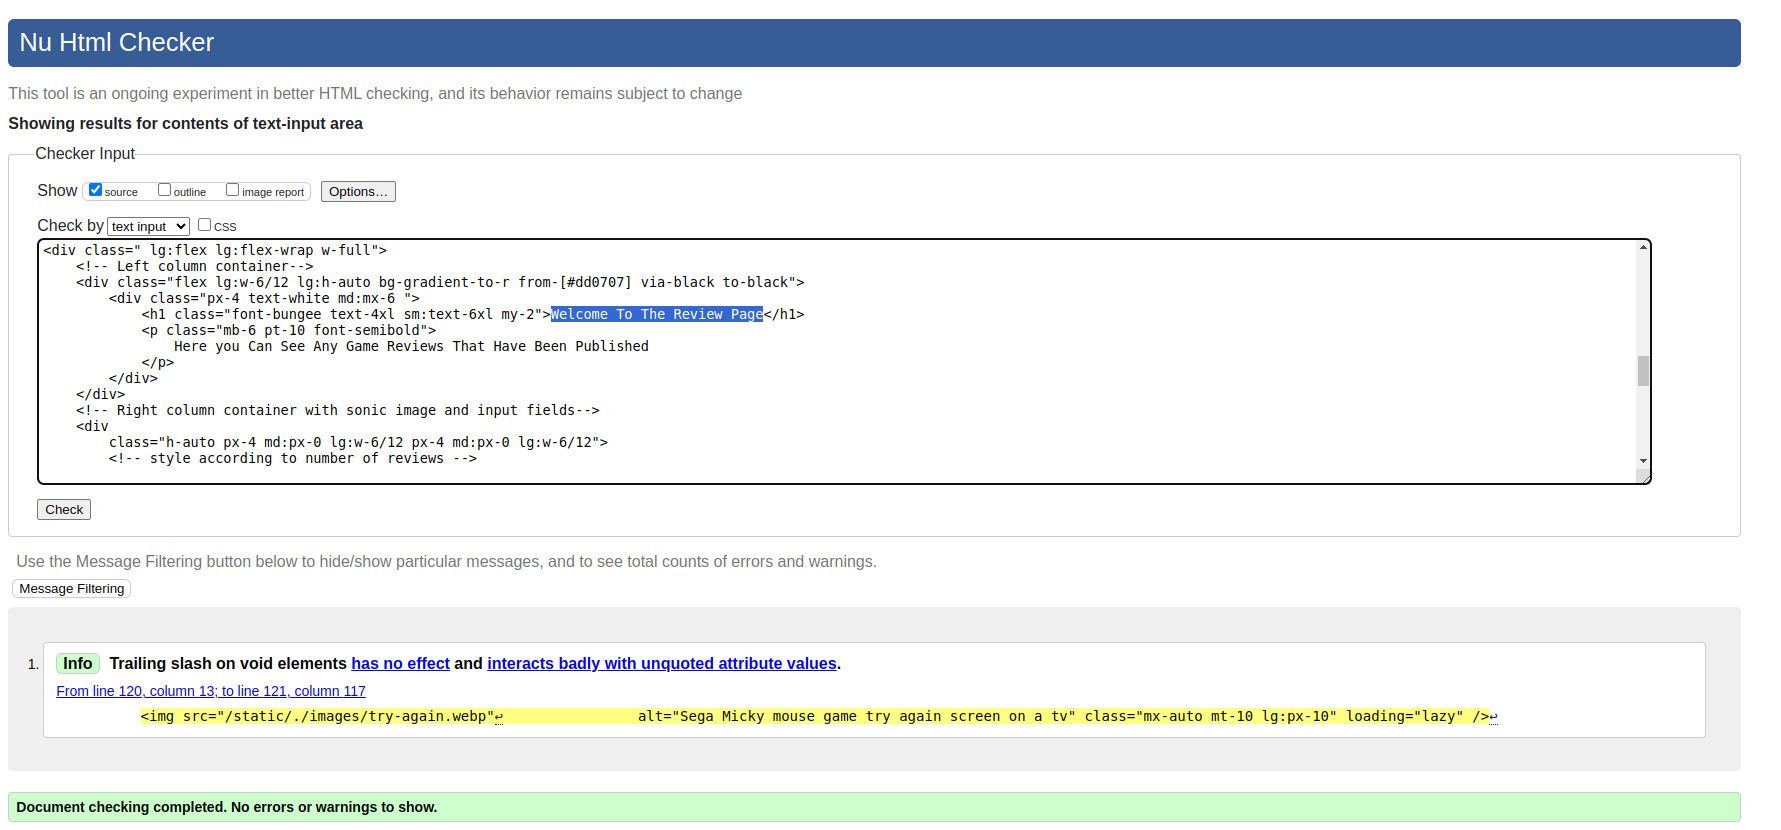 Nu Html Checker
This tool is an ongoing experiment in better HTML checking, and its behavior remains subject to change
Showing results for contents of text-input area
Checker Input
Show source outline image report Options...
Check by text input CSS
<div class=" lg:flex lg:flex-wrap w-full">
    <!-- Left column container-->
    <div class="flex lg:w-6/12 lg:h-auto bg-gradient-to-r from-[#dd0707] via-black to-black">
        <div class="px-4 text-white md:mx-6 ">
            <h1 class="font-bungee text-4xl sm:text-6xl my-2">Welcome To The Review Page</h1>
            <p class="mb-6 pt-10 font-semibold">
                Here you Can See Any Game Reviews That Have Been Published
            </p>
        </div>
    </div>
    <!-- Right column container with sonic image and input fields-->
    <div
        class="h-auto px-4 md:px-0 lg:w-6/12 px-4 md:px-0 lg:w-6/12">
        <!-- style according to number of reviews -->
Check
Use the Message Filtering button below to hide/show particular messages, and to see total counts of errors and warnings.
Message Filtering
1. Info Trailing slash on void elements has no effect and interacts badly with unquoted attribute values.
From line 120, column 13; to line 121, column 117
<img src="/static/./images/try-again.webp"↩ alt="Sega Micky mouse game try again screen on a tv" class="mx-auto mt-10 lg:px-10" loading="lazy" />↩
Document checking completed. No errors or warnings to show.